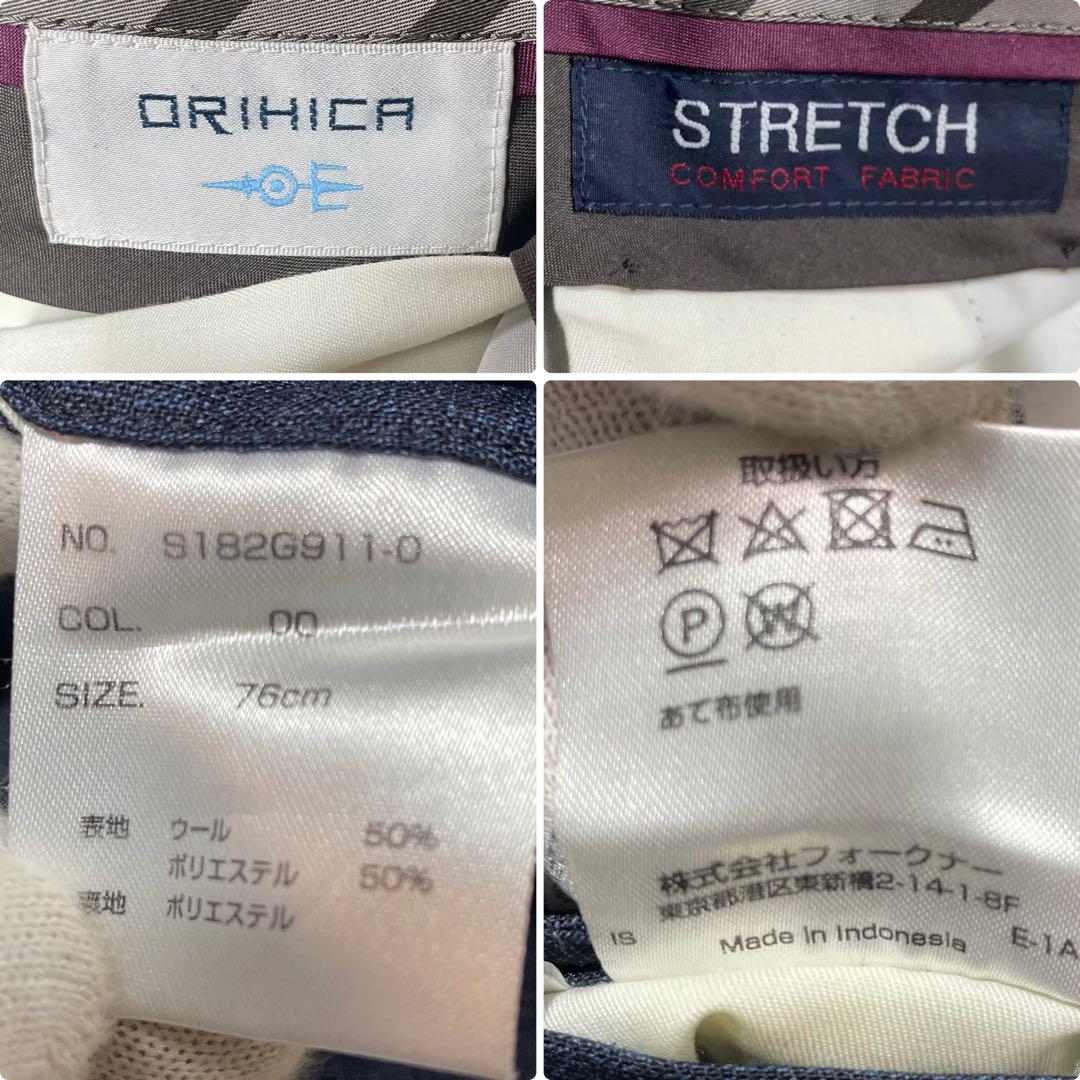 ORIHICA
E
STRETCH
COMFORT FABRIC
NO. S182G911-0
COL. 00
SIZE. 76cm
表地 ウール 50%
ポリエステル 50%
裏地 ポリエステル
取扱い方
P W
あて布使用
株式会社フォークナー
東京都港区東新橋2-14-1-8F
IS Made in Indonesia E-1A